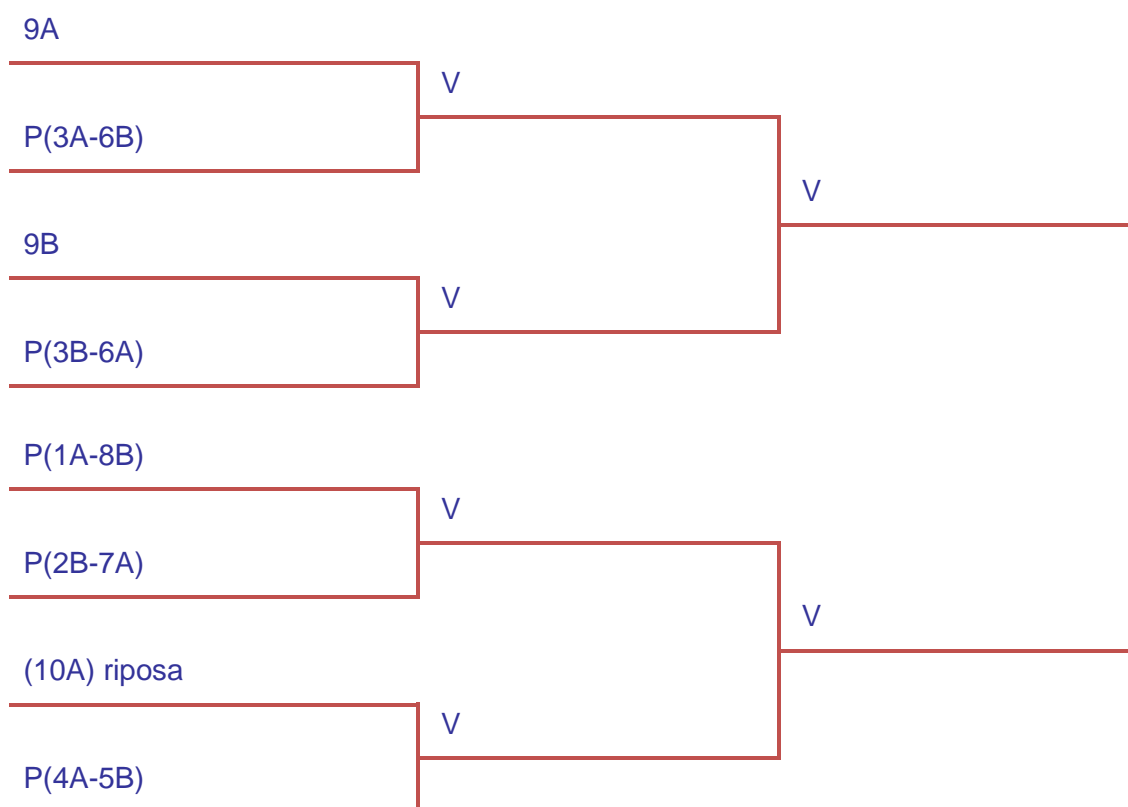 9A
V
P(3A-6B)
V
9B
V
P(3B-6A)
P(1A-8B)
V
P(2B-7A)
V
(10A) riposa
V
P(4A-5B)